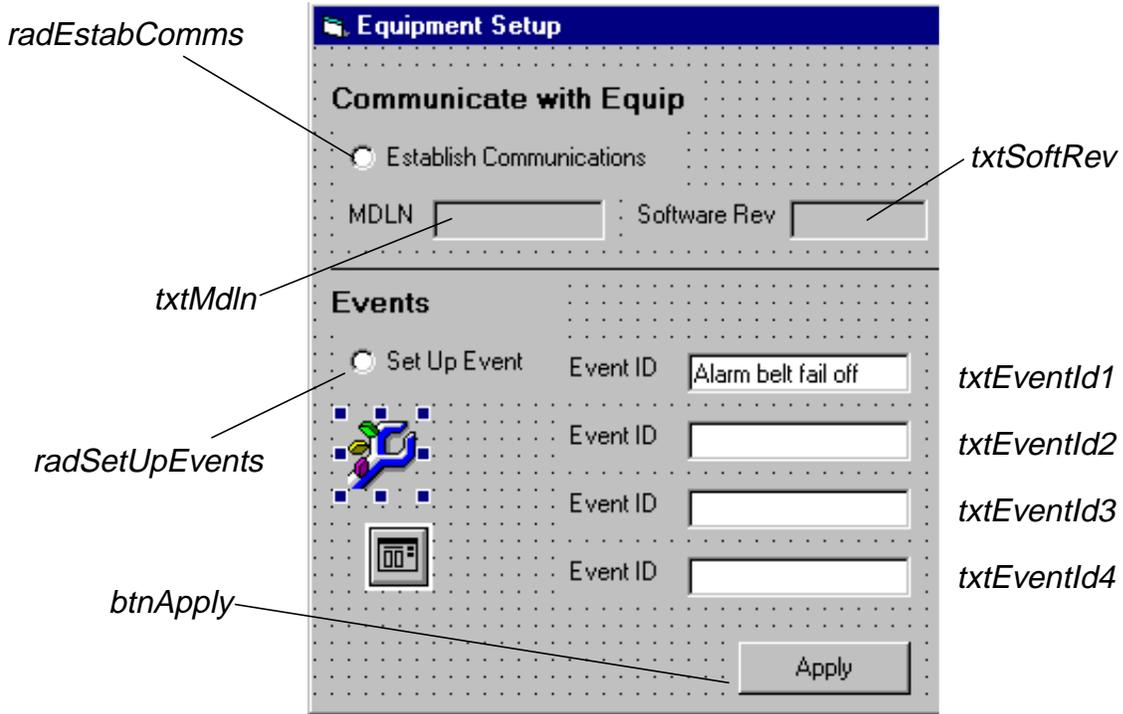 Equipment Setup
radEstabComms
Communicate with Equip
Establish Communications
txtSoftRev
MDLN
Software Rev
txtMdln
Events
Set Up Event
Event ID
Alarm belt fail off
txtEventId1
radSetUpEvents
Event ID
txtEventId2
Event ID
txtEventId3
Event ID
txtEventId4
btnApply
Apply